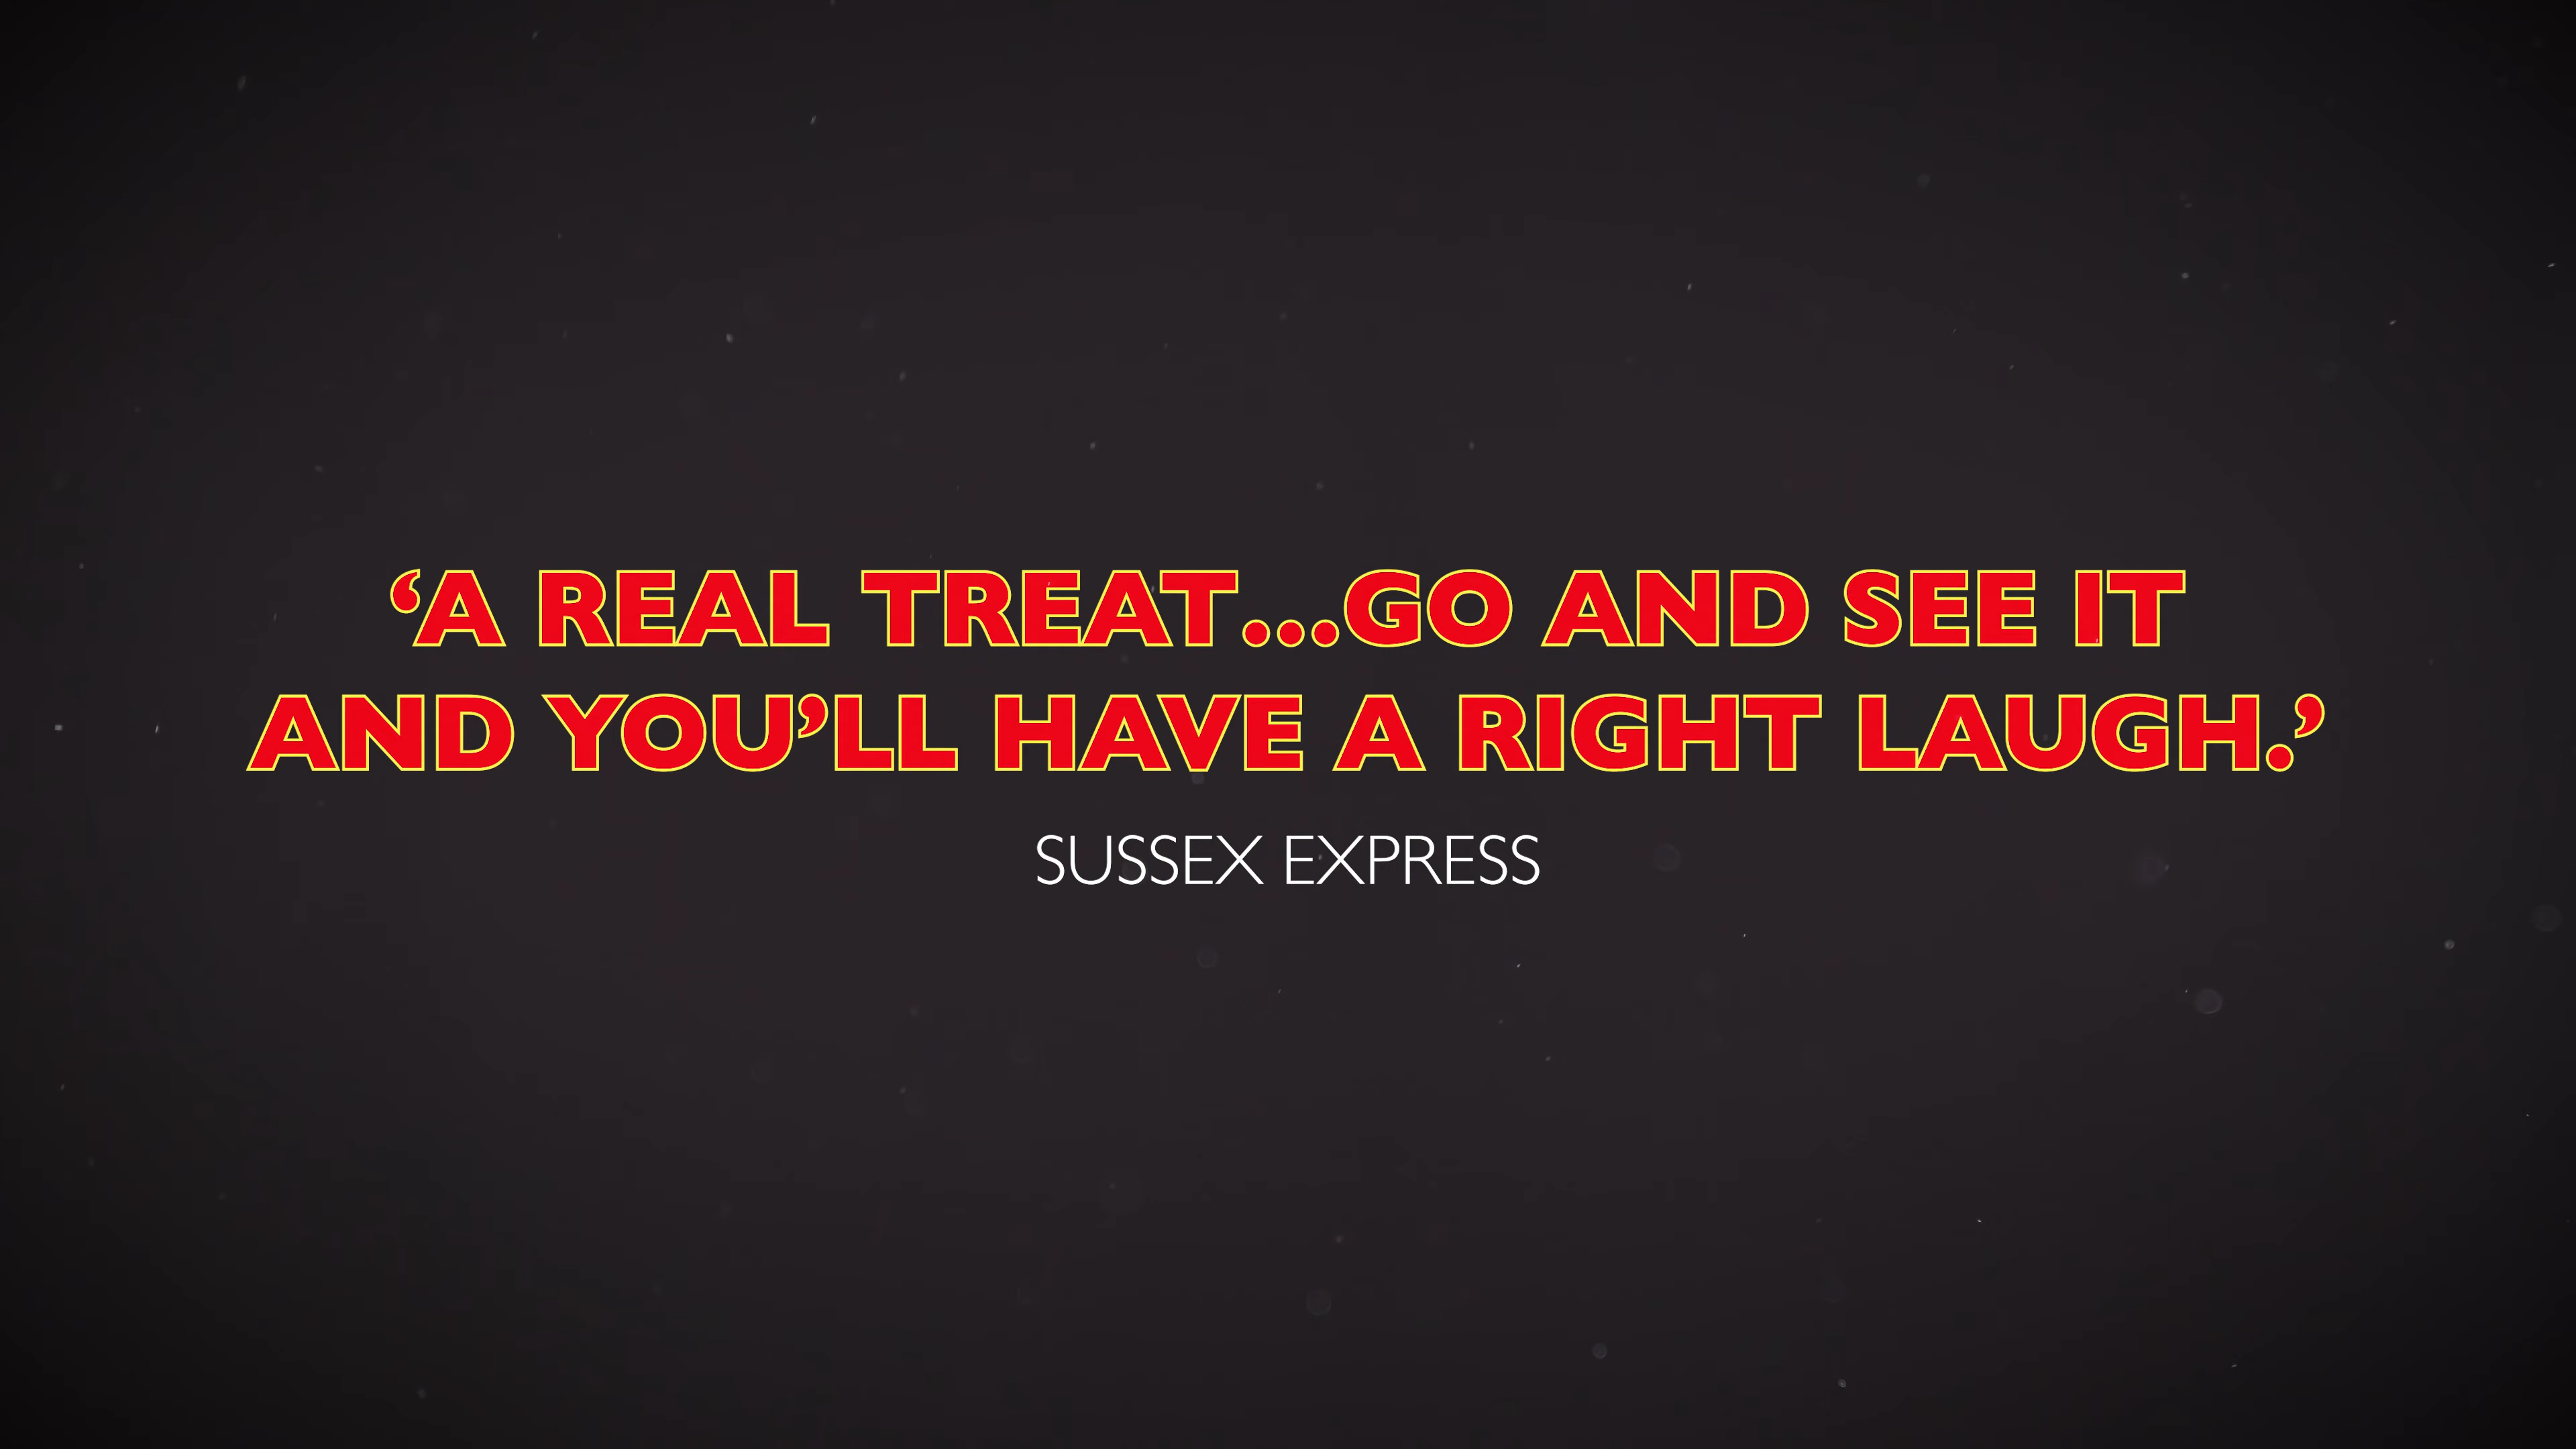 ‘A REAL TREAT...GO AND SEE IT
AND YOU’LL HAVE A RIGHT LAUGH.’
SUSSEX EXPRESS